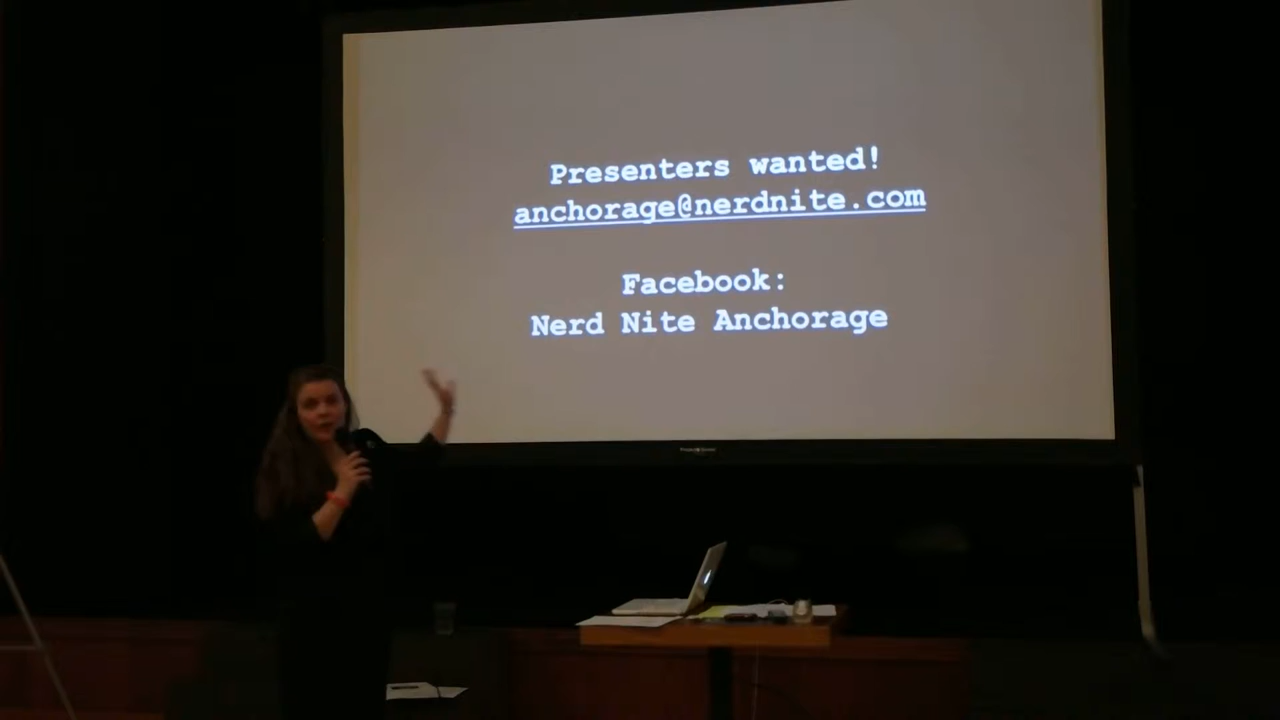 Presenters wanted!
anchorage@nerdnite.com
Facebook:
Nerd Nite Anchorage